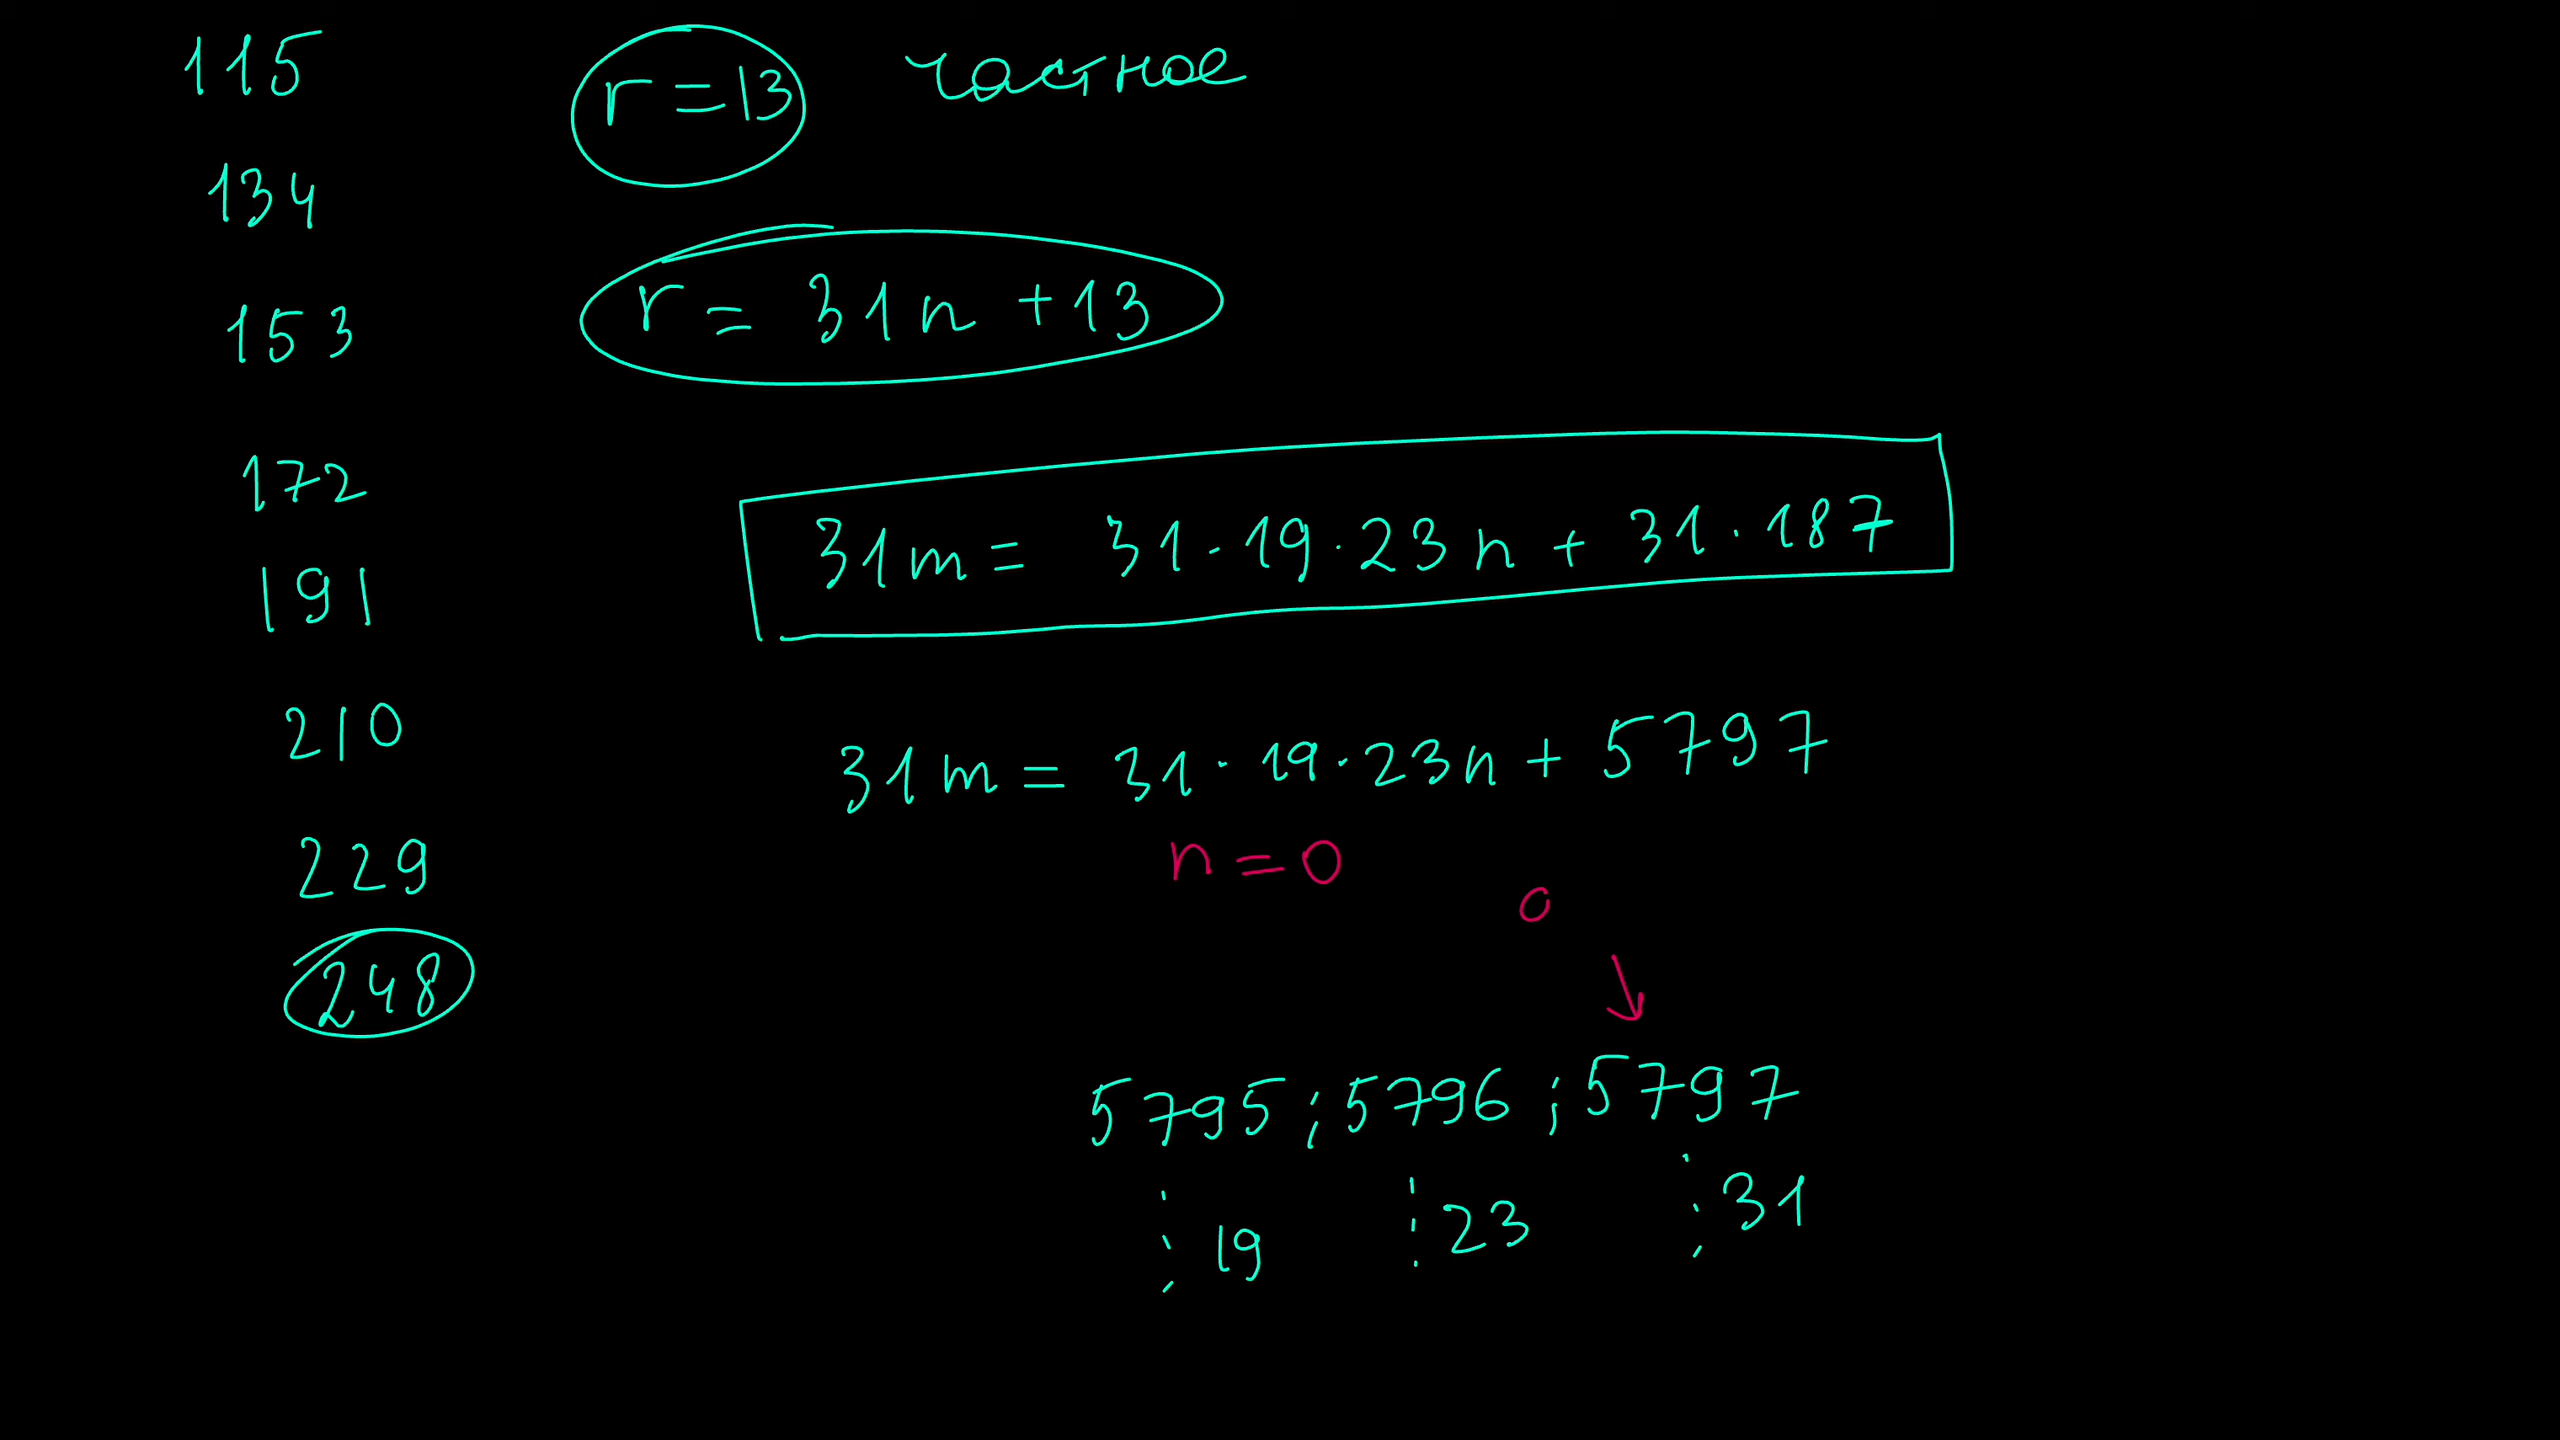 115
r = 13 частное
134
r = 31n + 13
153
172
31m = 31 · 19 · 23n + 31 · 187
191
210
31m = 31 · 19 · 23n + 5797
229
n = 0
0
248
5795 ; 5796 ; 5797
⋮ 19 ⋮ 23 ⋮ 31